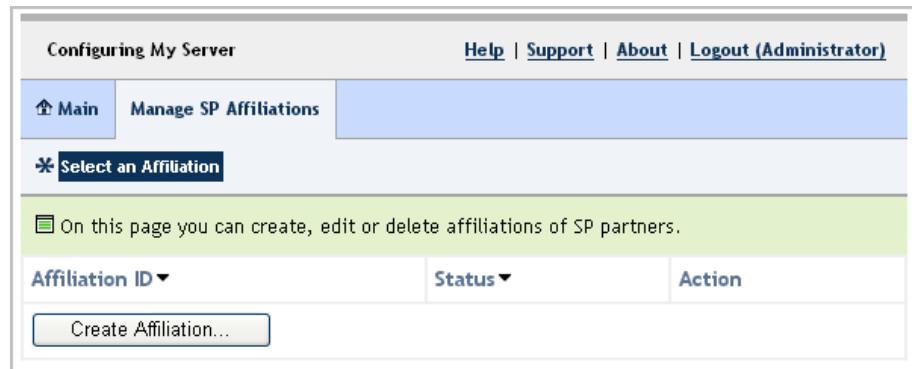 Configuring My Server Help | Support | About | Logout (Administrator)
Main Manage SP Affiliations
Select an Affiliation
On this page you can create, edit or delete affiliations of SP partners.
Affiliation ID Status Action
Create Affiliation...